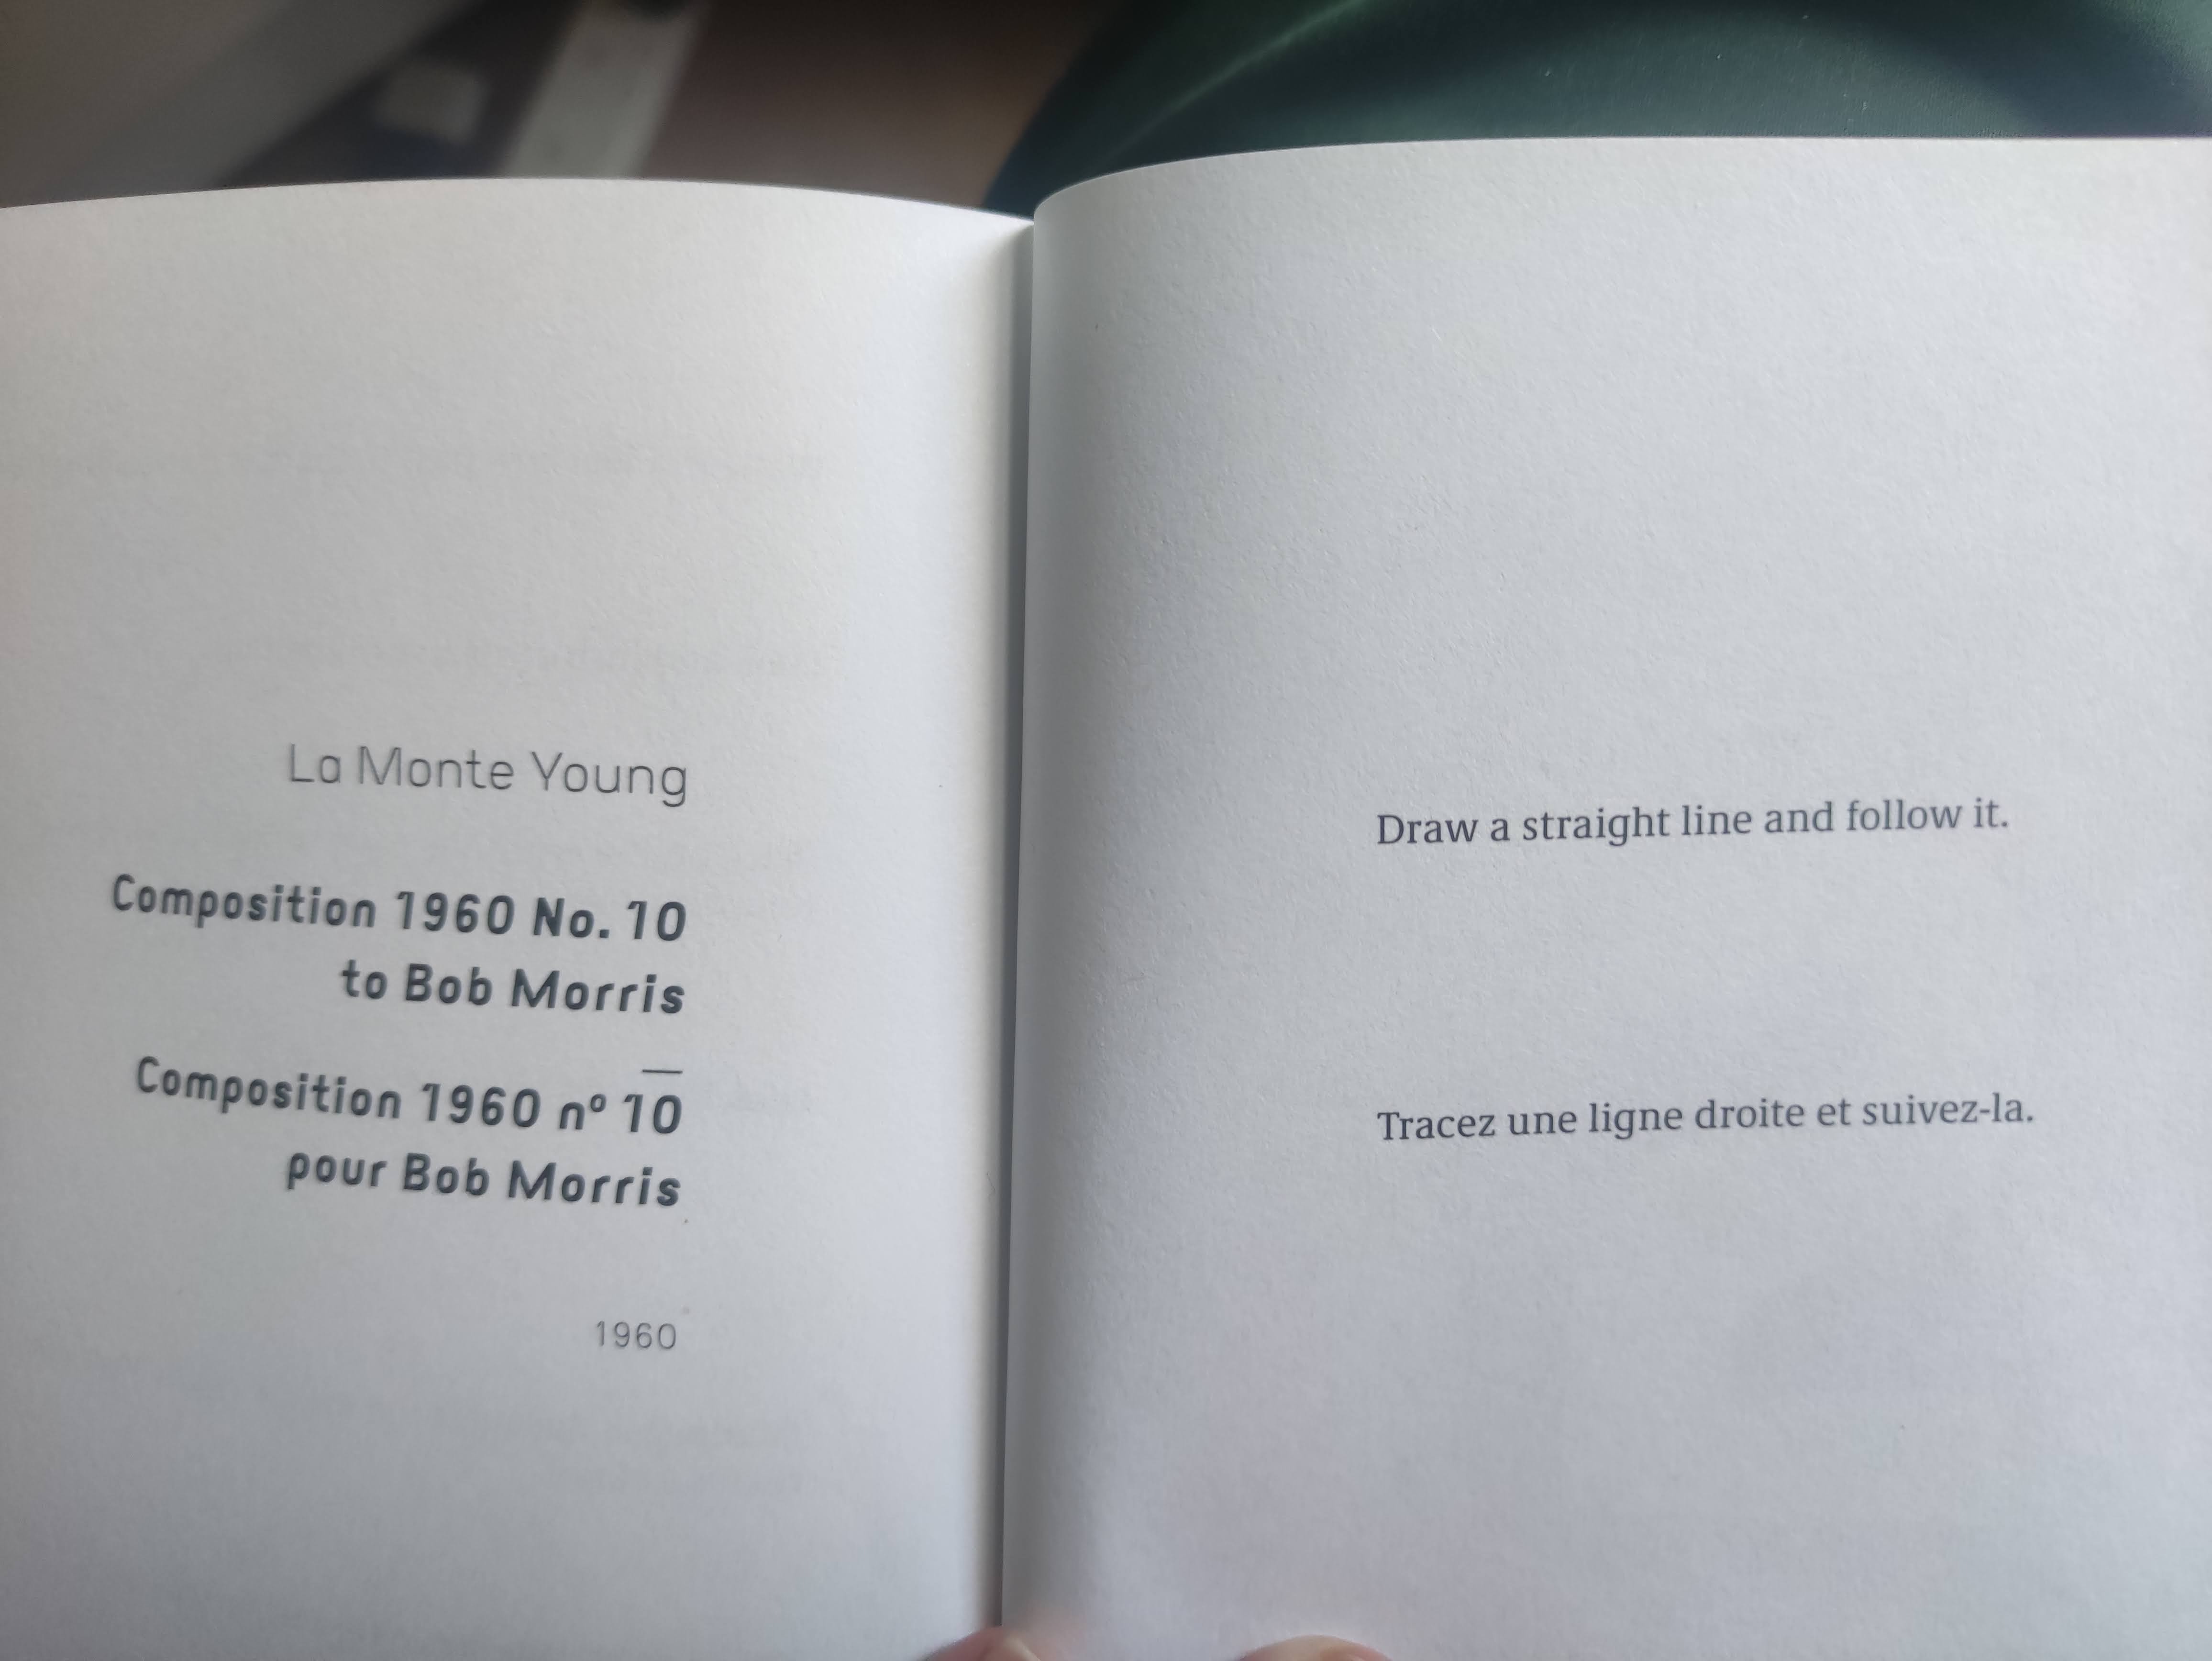 La Monte Young
Composition 1960 No. 10
to Bob Morris
—
Composition 1960 nº 10
pour Bob Morris
1960
Draw a straight line and follow it.
Tracez une ligne droite et suivez-la.